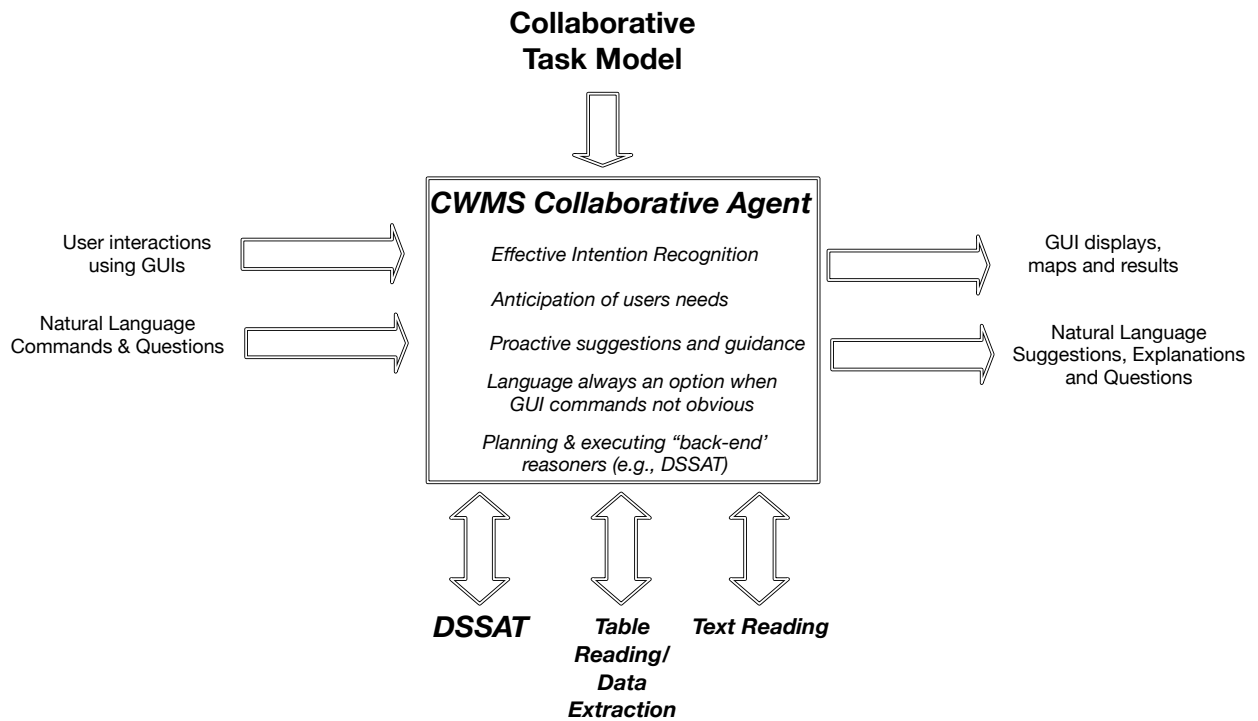 Collaborative
Task Model
CWMS Collaborative Agent
User interactions
using GUIs
Natural Language
Commands & Questions
Effective Intention Recognition
Anticipation of users needs
Proactive suggestions and guidance
Language always an option when
GUI commands not obvious
Planning & executing “back-end’
reasoners (e.g., DSSAT)
GUI displays,
maps and results
Natural Language
Suggestions, Explanations
and Questions
DSSAT
Table
Reading/
Data
Extraction
Text Reading